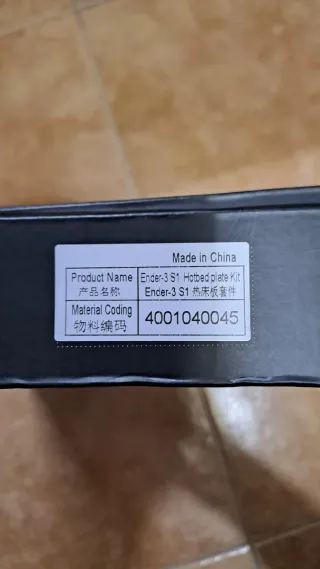 Made in China
Product Name Ender-3 S1 Hotbed plate Kit
产品名称 Ender-3 S1 热床板套件
Material Coding 4001040045
物料编码